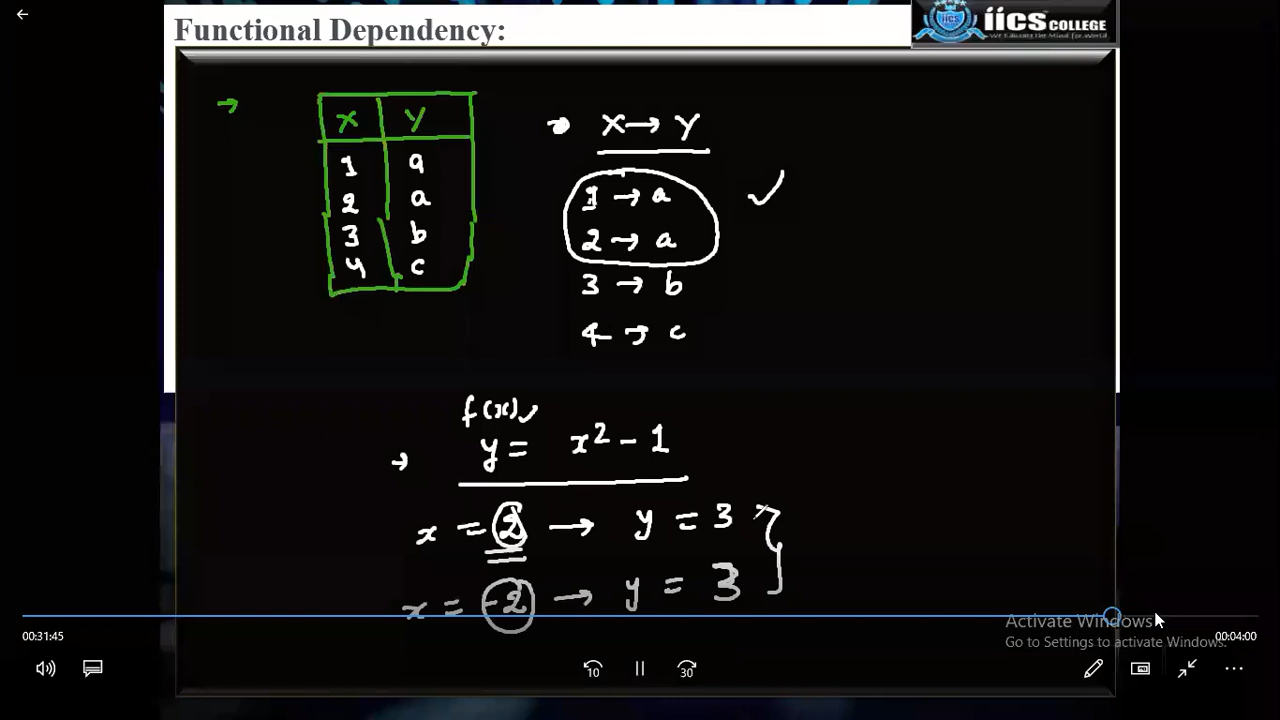 Functional Dependency:
iics COLLEGE
→
X Y
1 a
2 a
3 b
4 c
X → Y
1 → a ✓
2 → a
3 → b
4 → c
f(x)
→ y = x² - 1
x = 2 → y = 3
x = -2 → y = 3
Activate Windows
Go to Settings to activate Windows.
00:31:45
00:04:00
10
30